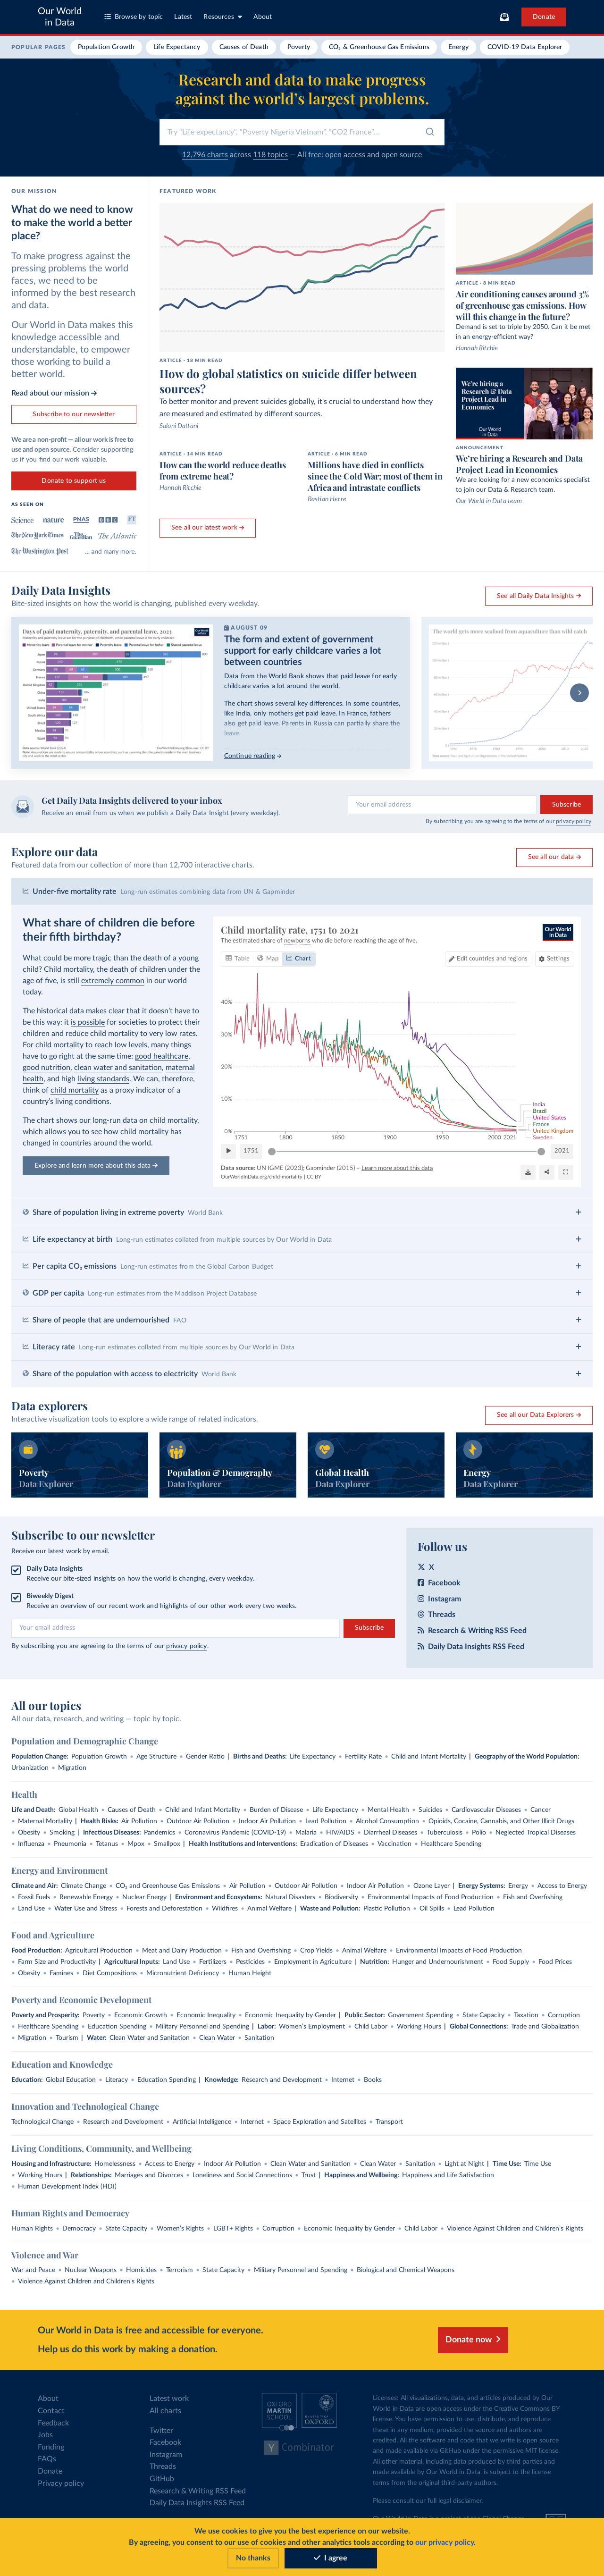 Our World
in Data
Browse by topic
Latest
Resources
About
Donate
POPULAR PAGES
Population Growth
Life Expectancy
Causes of Death
Poverty
CO₂ & Greenhouse Gas Emissions
Energy
COVID-19 Data Explorer
Research and data to make progress
against the world’s largest problems.
Try "Life expectancy", "Poverty Nigeria Vietnam", "CO2 France"...
12,796 charts across 118 topics — All free: open access and open source
OUR MISSION
What do we need to know
to make the world a better
place?
To make progress against the
pressing problems the world
faces, we need to be
informed by the best research
and data.
Our World in Data makes this
knowledge accessible and
understandable, to empower
those working to build a
better world.
Read about our mission →
Subscribe to our newsletter
We are a non-profit — all our work is free to
use and open source. Consider supporting
us if you find our work valuable.
Donate to support us
AS SEEN ON
Science nature PNAS BBC FT
The New York Times The Guardian The Atlantic
The Washington Post ... and many more.
FEATURED WORK
ARTICLE - 18 MIN READ
How do global statistics on suicide differ between
sources?
To better monitor and prevent suicides globally, it's crucial to understand how they
are measured and estimated by different sources.
Saloni Dattani
ARTICLE - 14 MIN READ
How can the world reduce deaths
from extreme heat?
Hannah Ritchie
ARTICLE - 6 MIN READ
Millions have died in conflicts
since the Cold War; most of them in
Africa and intrastate conflicts
Bastian Herre
See all our latest work →
ARTICLE - 8 MIN READ
Air conditioning causes around 3%
of greenhouse gas emissions. How
will this change in the future?
Demand is set to triple by 2050. Can it be met
in an energy-efficient way?
Hannah Ritchie
We're hiring a
Research & Data
Project Lead in
Economics
Our World
in Data
ANNOUNCEMENT
We’re hiring a Research and Data
Project Lead in Economics
We are looking for a new economics specialist
to join our Data & Research team.
Our World in Data team
Daily Data Insights
Bite-sized insights on how the world is changing, published every weekday.
See all Daily Data Insights →
Days of paid maternity, paternity, and parental leave, 2023
AUGUST 09
The form and extent of government
support for early childcare varies a lot
between countries
Data from the World Bank shows that paid leave for early
childcare varies a lot around the world.
The chart shows several key differences. In some countries,
like India, only mothers get paid leave. In France, fathers
also get paid leave. Parents in Russia can partially share the
leave.
Continue reading →
The world gets more seafood from aquaculture than wild catch
Get Daily Data Insights delivered to your inbox
Receive an email from us when we publish a Daily Data Insight (every weekday).
Your email address
Subscribe
By subscribing you are agreeing to the terms of our privacy policy.
Explore our data
Featured data from our collection of more than 12,700 interactive charts.
See all our data →
Under-five mortality rate Long-run estimates combining data from UN & Gapminder
What share of children die before
their fifth birthday?
What could be more tragic than the death of a young
child? Child mortality, the death of children under the
age of five, is still extremely common in our world
today.
The historical data makes clear that it doesn’t have to
be this way: it is possible for societies to protect their
children and reduce child mortality to very low rates.
For child mortality to reach low levels, many things
have to go right at the same time: good healthcare,
good nutrition, clean water and sanitation, maternal
health, and high living standards. We can, therefore,
think of child mortality as a proxy indicator of a
country’s living conditions.
The chart shows our long-run data on child mortality,
which allows you to see how child mortality has
changed in countries around the world.
Explore and learn more about this data →
Child mortality rate, 1751 to 2021
The estimated share of newborns who die before reaching the age of five.
Our World
in Data
Table
Map
Chart
Edit countries and regions
Settings
40%
30%
20%
10%
0%
1751
1800
1850
1900
1950
2000 2021
India
Brazil
United States
France
United Kingdom
Sweden
1751
2021
Data source: UN IGME (2023); Gapminder (2015) – Learn more about this data
OurWorldInData.org/child-mortality | CC BY
Share of population living in extreme poverty World Bank
Life expectancy at birth Long-run estimates collated from multiple sources by Our World in Data
Per capita CO₂ emissions Long-run estimates from the Global Carbon Budget
GDP per capita Long-run estimates from the Maddison Project Database
Share of people that are undernourished FAO
Literacy rate Long-run estimates collated from multiple sources by Our World in Data
Share of the population with access to electricity World Bank
Data explorers
Interactive visualization tools to explore a wide range of related indicators.
See all our Data Explorers →
Poverty
Data Explorer
Population & Demography
Data Explorer
Global Health
Data Explorer
Energy
Data Explorer
Subscribe to our newsletter
Receive our latest work by email.
Daily Data Insights
Receive our bite-sized insights on how the world is changing, every weekday.
Biweekly Digest
Receive an overview of our recent work and highlights of our other work every two weeks.
Your email address
Subscribe
By subscribing you are agreeing to the terms of our privacy policy.
Follow us
X
Facebook
Instagram
Threads
Research & Writing RSS Feed
Daily Data Insights RSS Feed
All our topics
All our data, research, and writing — topic by topic.
Population and Demographic Change
Population Change: Population Growth • Age Structure • Gender Ratio | Births and Deaths: Life Expectancy • Fertility Rate • Child and Infant Mortality | Geography of the World Population:
Urbanization • Migration
Health
Life and Death: Global Health • Causes of Death • Child and Infant Mortality • Burden of Disease • Life Expectancy • Mental Health • Suicides • Cardiovascular Diseases • Cancer
• Maternal Mortality | Health Risks: Air Pollution • Outdoor Air Pollution • Indoor Air Pollution • Lead Pollution • Alcohol Consumption • Opioids, Cocaine, Cannabis, and Other Illicit Drugs
• Obesity • Smoking | Infectious Diseases: Pandemics • Coronavirus Pandemic (COVID-19) • Malaria • HIV/AIDS • Diarrheal Diseases • Tuberculosis • Polio • Neglected Tropical Diseases
• Influenza • Pneumonia • Tetanus • Mpox • Smallpox | Health Institutions and Interventions: Eradication of Diseases • Vaccination • Healthcare Spending
Energy and Environment
Climate and Air: Climate Change • CO₂ and Greenhouse Gas Emissions • Air Pollution • Outdoor Air Pollution • Indoor Air Pollution • Ozone Layer | Energy Systems: Energy • Access to Energy
• Fossil Fuels • Renewable Energy • Nuclear Energy | Environment and Ecosystems: Natural Disasters • Biodiversity • Environmental Impacts of Food Production • Fish and Overfishing
• Land Use • Water Use and Stress • Forests and Deforestation • Wildfires • Animal Welfare | Waste and Pollution: Plastic Pollution • Oil Spills • Lead Pollution
Food and Agriculture
Food Production: Agricultural Production • Meat and Dairy Production • Fish and Overfishing • Crop Yields • Animal Welfare • Environmental Impacts of Food Production
• Farm Size and Productivity | Agricultural Inputs: Land Use • Fertilizers • Pesticides • Employment in Agriculture | Nutrition: Hunger and Undernourishment • Food Supply • Food Prices
• Obesity • Famines • Diet Compositions • Micronutrient Deficiency • Human Height
Poverty and Economic Development
Poverty and Prosperity: Poverty • Economic Growth • Economic Inequality • Economic Inequality by Gender | Public Sector: Government Spending • State Capacity • Taxation • Corruption
• Healthcare Spending • Education Spending • Military Personnel and Spending | Labor: Women’s Employment • Child Labor • Working Hours | Global Connections: Trade and Globalization
• Migration • Tourism | Water: Clean Water and Sanitation • Clean Water • Sanitation
Education and Knowledge
Education: Global Education • Literacy • Education Spending | Knowledge: Research and Development • Internet • Books
Innovation and Technological Change
Technological Change • Research and Development • Artificial Intelligence • Internet • Space Exploration and Satellites • Transport
Living Conditions, Community, and Wellbeing
Housing and Infrastructure: Homelessness • Access to Energy • Indoor Air Pollution • Clean Water and Sanitation • Clean Water • Sanitation • Light at Night | Time Use: Time Use
• Working Hours | Relationships: Marriages and Divorces • Loneliness and Social Connections • Trust | Happiness and Wellbeing: Happiness and Life Satisfaction
• Human Development Index (HDI)
Human Rights and Democracy
Human Rights • Democracy • State Capacity • Women’s Rights • LGBT+ Rights • Corruption • Economic Inequality by Gender • Child Labor • Violence Against Children and Children’s Rights
Violence and War
War and Peace • Nuclear Weapons • Homicides • Terrorism • State Capacity • Military Personnel and Spending • Biological and Chemical Weapons
• Violence Against Children and Children’s Rights
Our World in Data is free and accessible for everyone.
Help us do this work by making a donation.
Donate now
About
Contact
Feedback
Jobs
Funding
FAQs
Donate
Privacy policy
Latest work
All charts
Twitter
Facebook
Instagram
Threads
GitHub
Research & Writing RSS Feed
Daily Data Insights RSS Feed
OXFORD
MARTIN
SCHOOL
UNIVERSITY OF
OXFORD
Y Combinator
Licenses: All visualizations, data, and articles produced by Our
World in Data are open access under the Creative Commons BY
license. You have permission to use, distribute, and reproduce
these in any medium, provided the source and authors are
credited. All the software and code that we write is open source
and made available via GitHub under the permissive MIT license.
All other material, including data produced by third parties and
made available by Our World in Data, is subject to the license
terms from the original third-party authors.
Please consult our full legal disclaimer.
We use cookies to give you the best experience on our website.
By agreeing, you consent to our use of cookies and other analytics tools according to our privacy policy.
No thanks
I agree